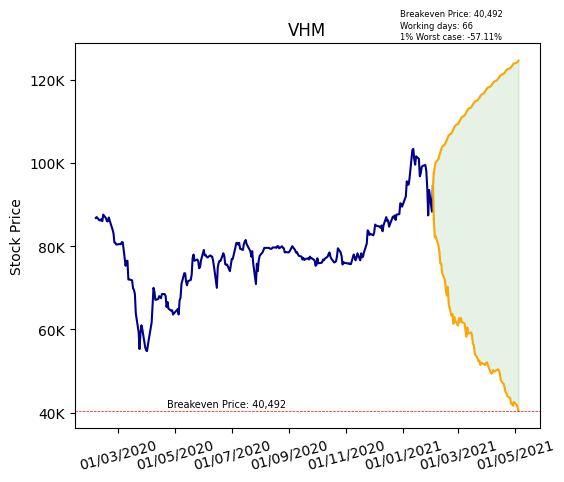 Breakeven Price: 40,492
Working days: 66
1% Worst case: -57.11%
VHM
Stock Price
120K
100K
80K
60K
40K
Breakeven Price: 40,492
01/03/2020 01/05/2020 01/07/2020 01/09/2020 01/11/2020 01/01/2021 01/03/2021 01/05/2021